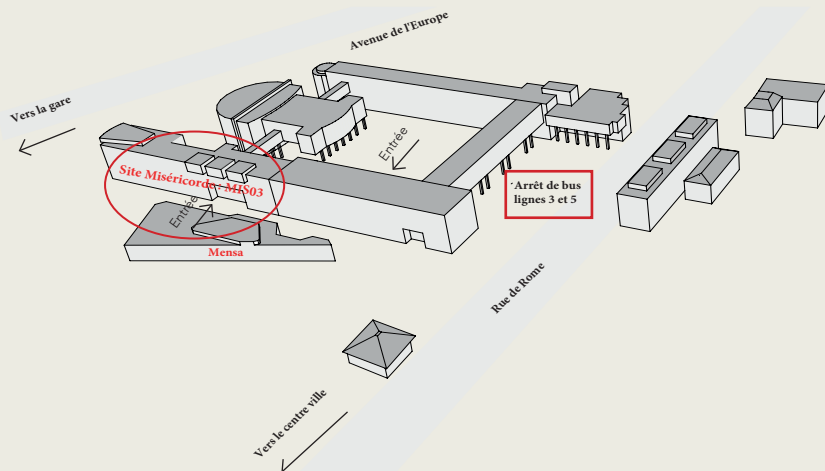 Avenue de l'Europe
Vers la gare
Entrée
Site Miséricorde : MIS03
Entrée
Arrêt de bus
lignes 3 et 5
Mensa
Rue de Rome
Vers le centre ville